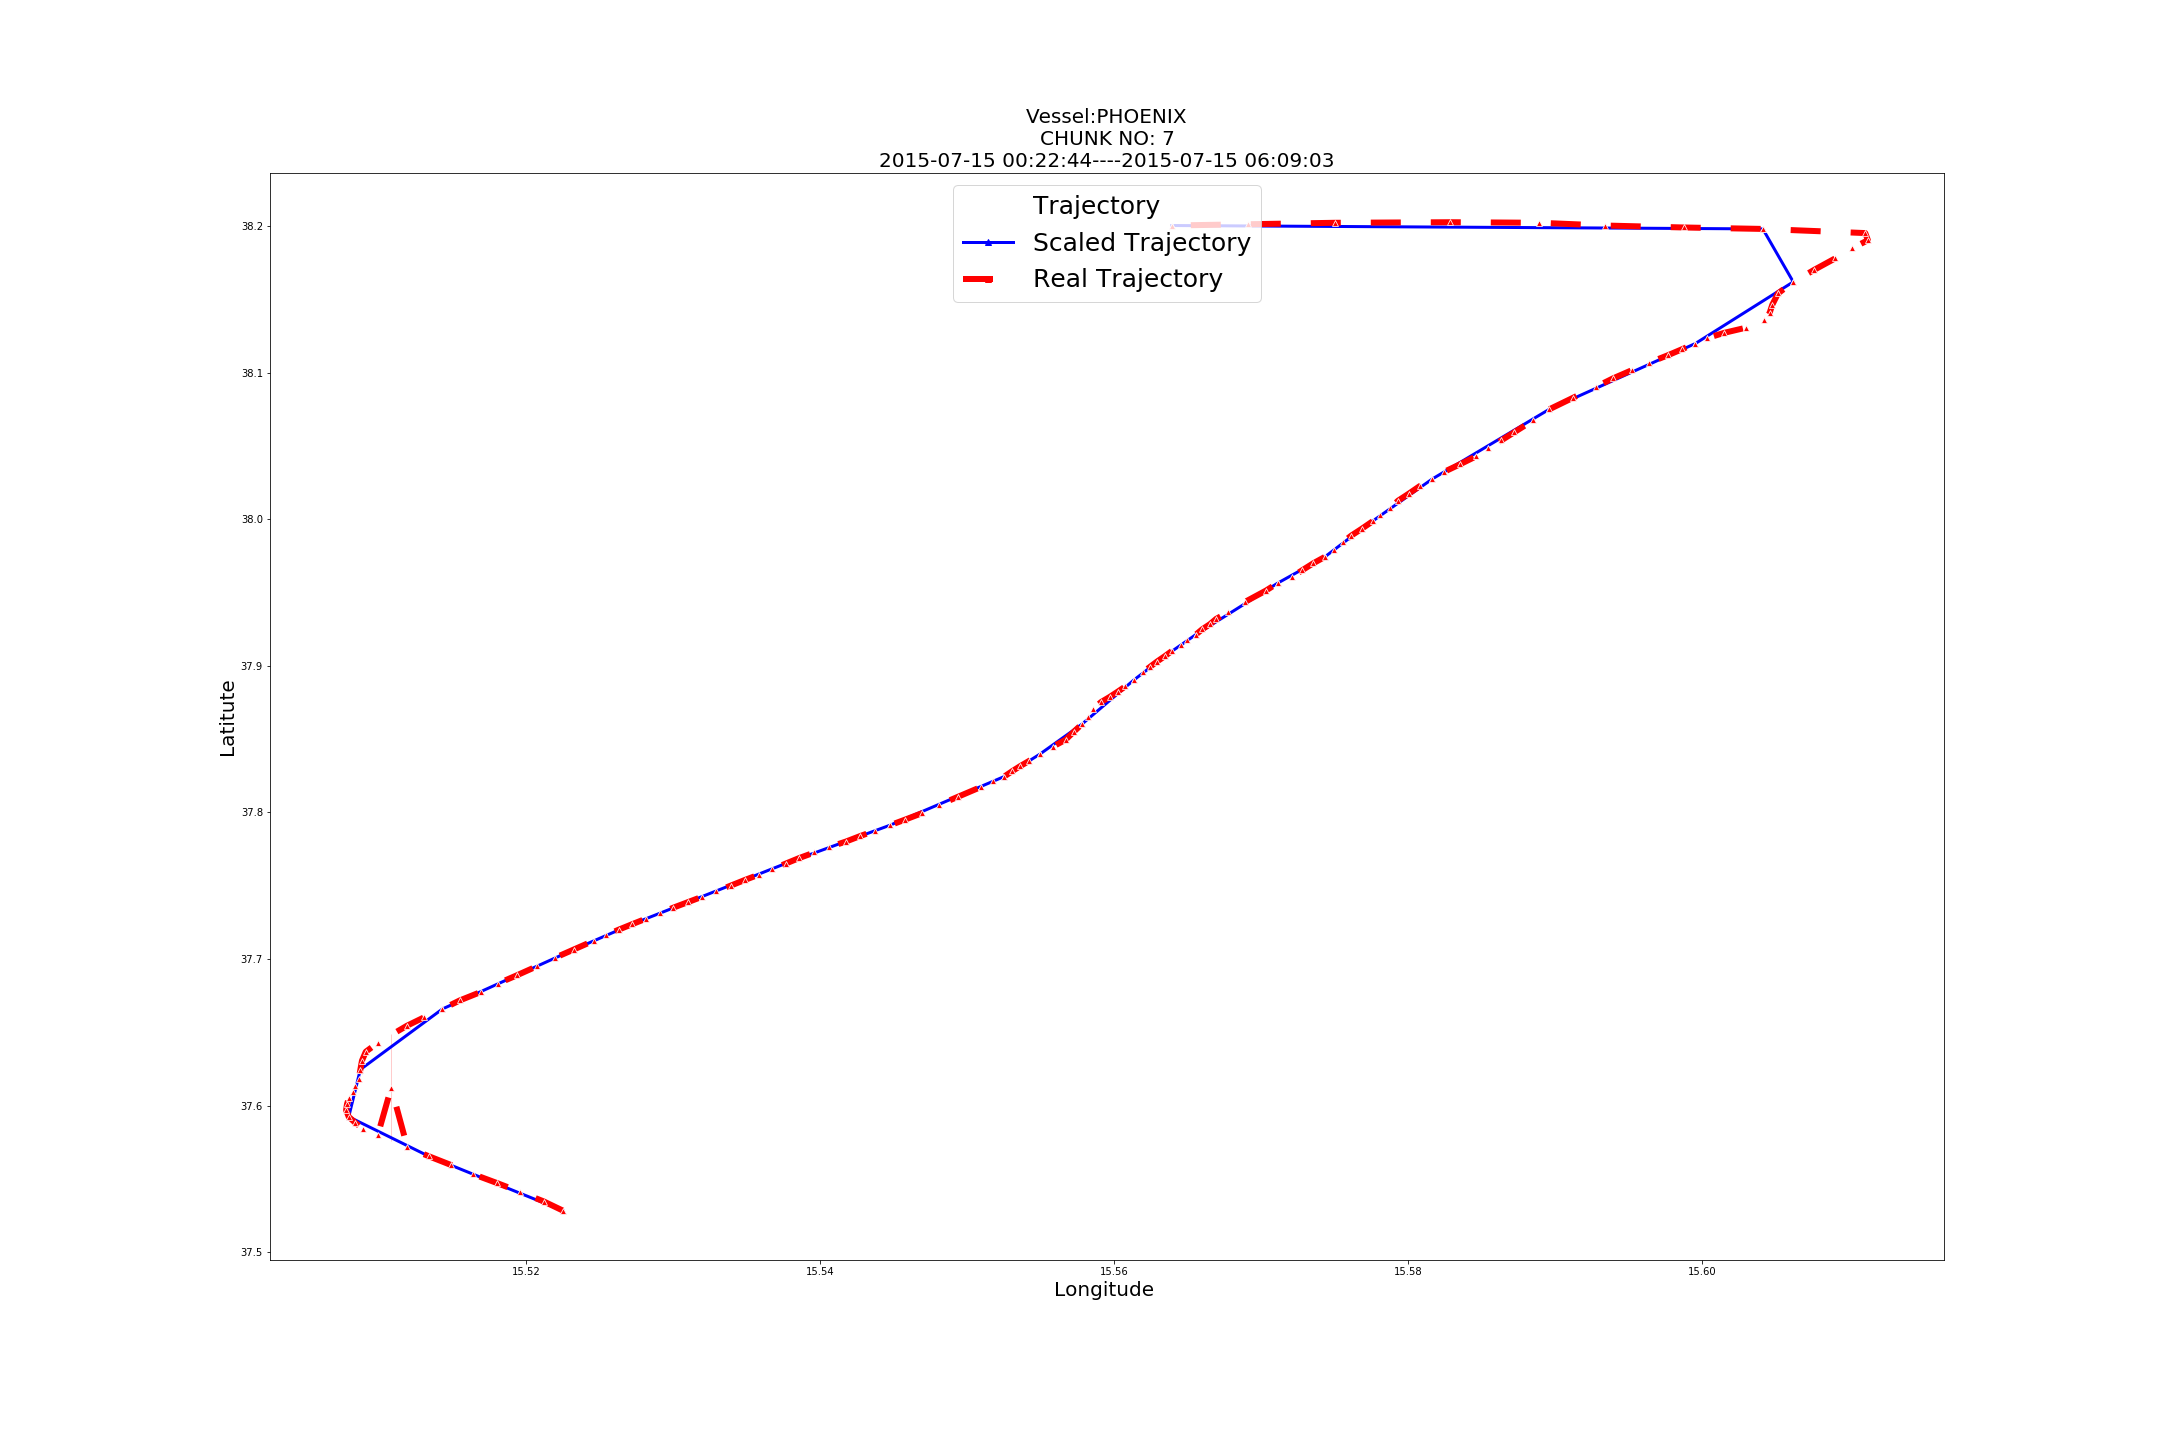 Vessel:PHOENIX
CHUNK NO: 7
2015-07-15 00:22:44----2015-07-15 06:09:03
Trajectory
Scaled Trajectory
Real Trajectory
38.2
38.1
38.0
37.9
37.8
37.7
37.6
37.5
Latitute
15.52 15.54 15.56 15.58 15.60
Longitude